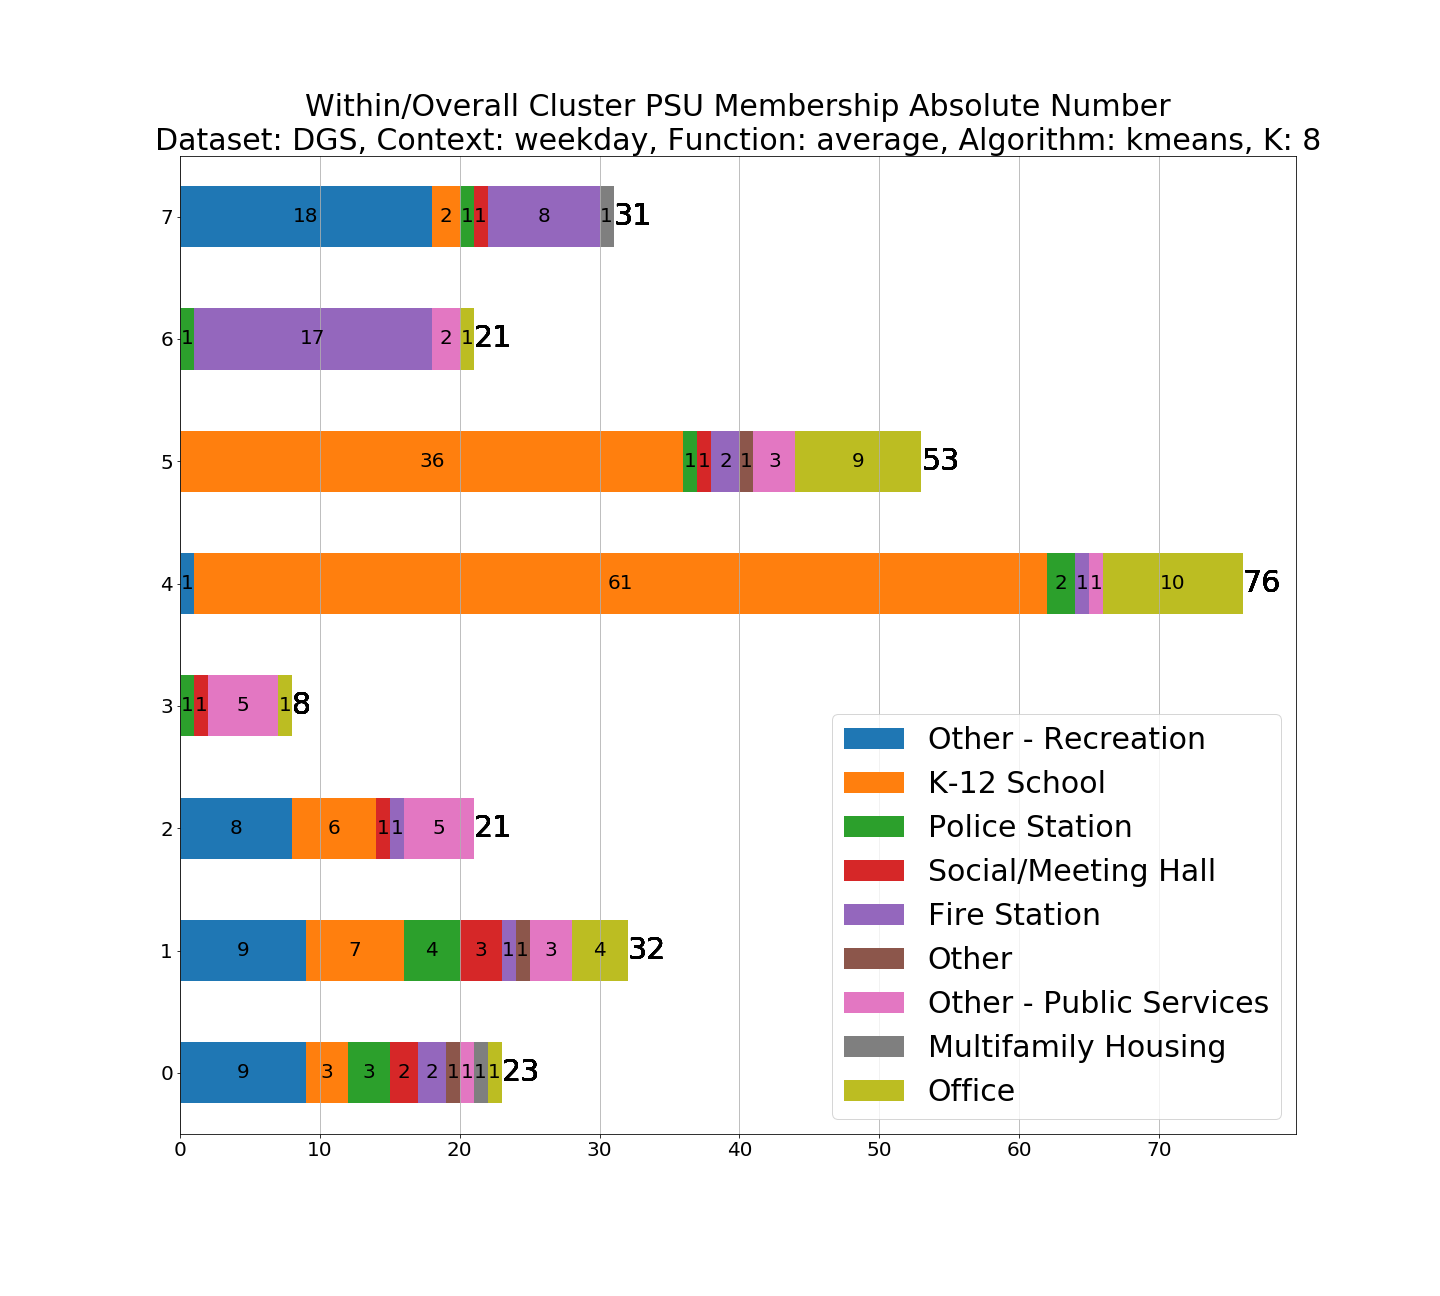 Within/Overall Cluster PSU Membership Absolute Number
Dataset: DGS, Context: weekday, Function: average, Algorithm: kmeans, K: 8
7 18 2 1 1 8 1 31
6 1 17 2 1 21
5 36 1 1 2 1 3 9 53
4 1 61 2 1 1 10 76
3 1 1 5 1 8
2 8 6 1 1 5 21
1 9 7 4 3 1 1 3 4 32
0 9 3 3 2 2 1 1 1 1 23
0 10 20 30 40 50 60 70
Other - Recreation
K-12 School
Police Station
Social/Meeting Hall
Fire Station
Other
Other - Public Services
Multifamily Housing
Office